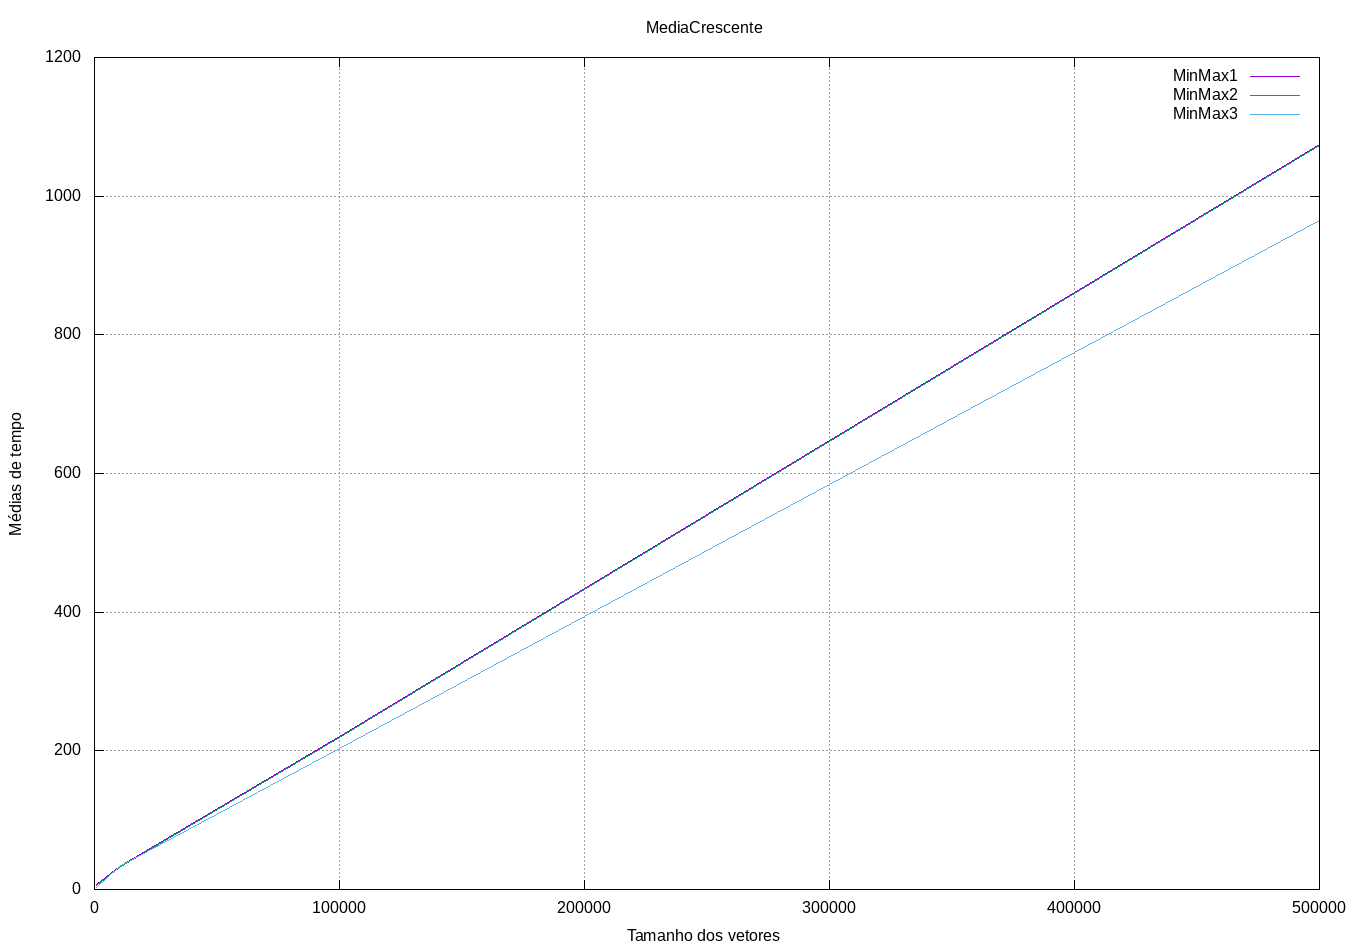 MediaCrescente
1200
1000
800
600
400
200
0
MinMax1
MinMax2
MinMax3
Médias de tempo
0 100000 200000 300000 400000 500000
Tamanho dos vetores